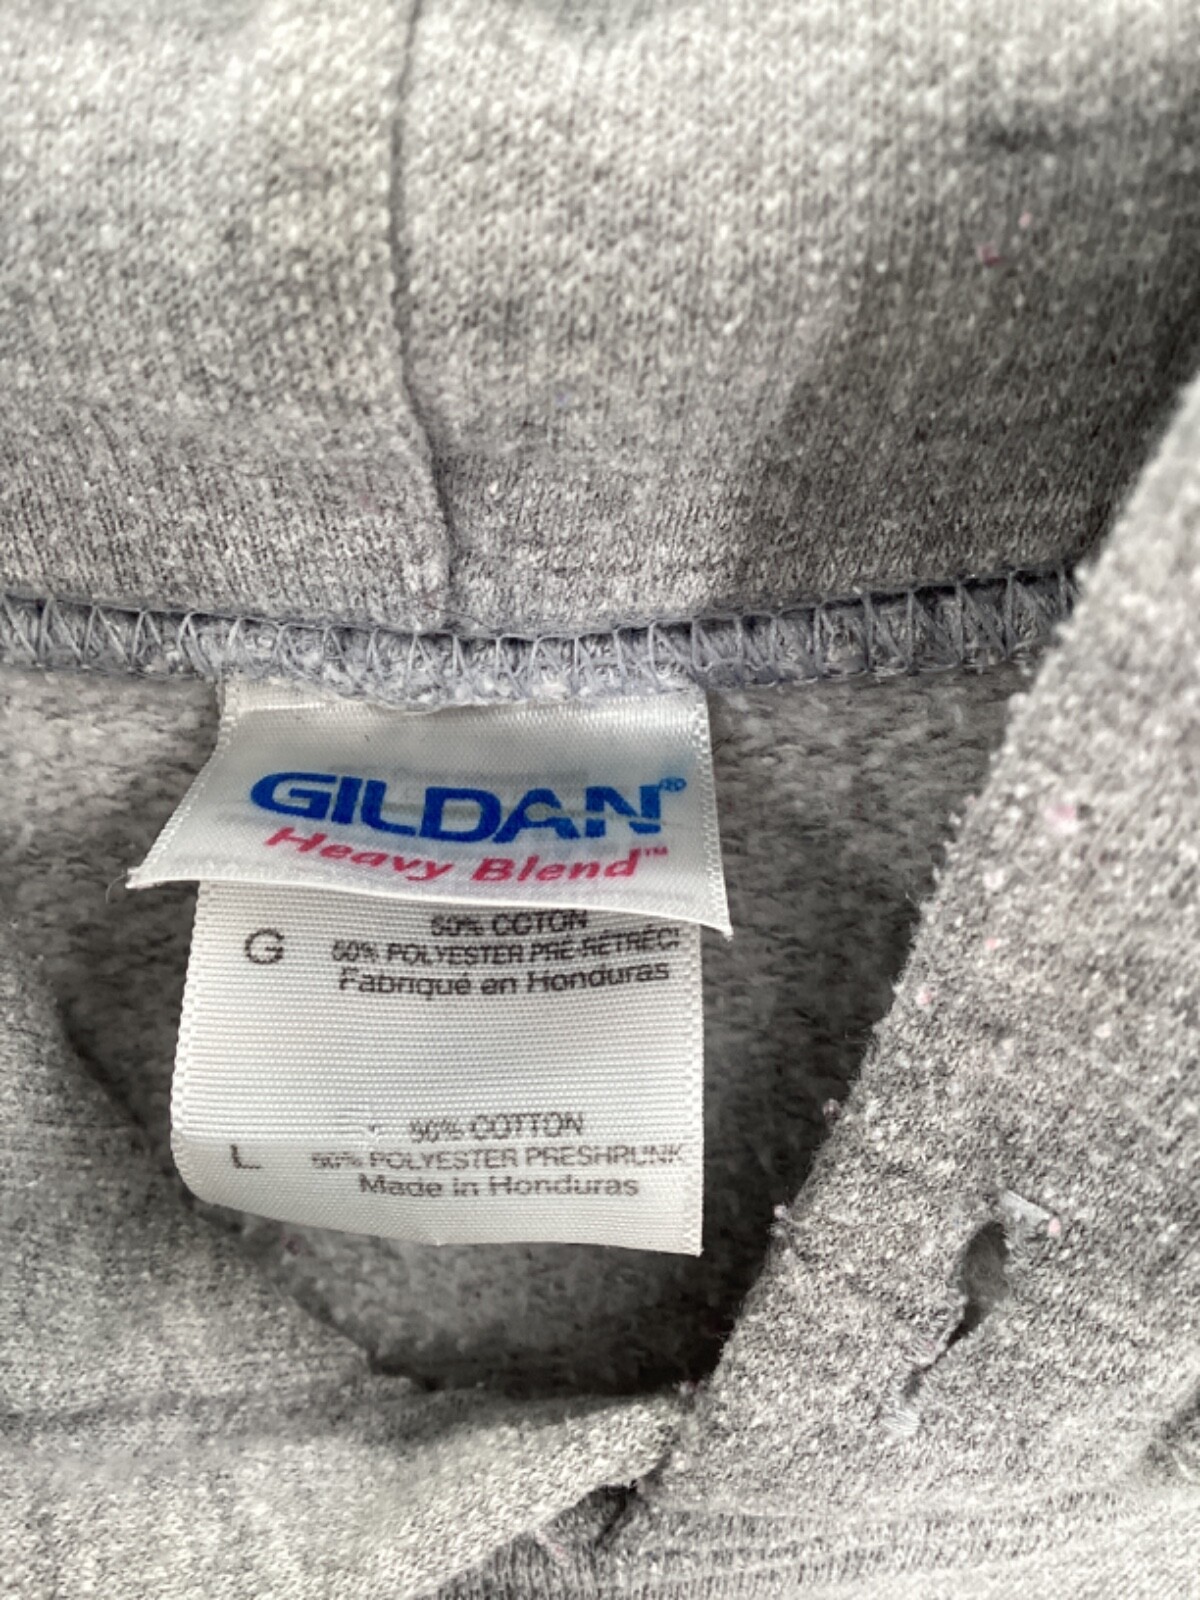 GILDAN®
Heavy Blend™
G
50% COTON
50% POLYESTER PRÉ-RÉTRÉCI
Fabriqué en Honduras
50% COTTON
L
50% POLYESTER PRESHRUNK
Made in Honduras